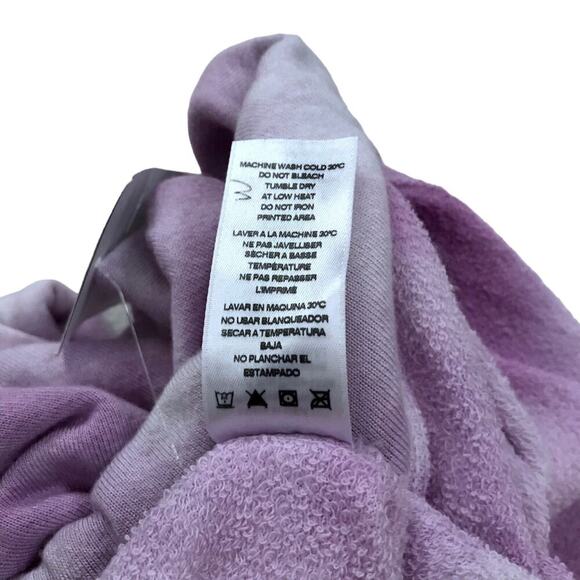 MACHINE WASH COLD 30°C
DO NOT BLEACH
TUMBLE DRY
AT LOW HEAT
DO NOT IRON
PRINTED AREA
LAVER A LA MACHINE 30°C
NE PAS JAVELLISER
SÉCHER A BASSE
TEMPÉRATURE
NE PAS REPASSER
L'IMPRIMÉ
LAVAR EN MAQUINA 30°C
NO USAR BLANQUEADOR
SECAR A TEMPERATURA
BAJA
NO PLANCHAR EL
ESTAMPADO